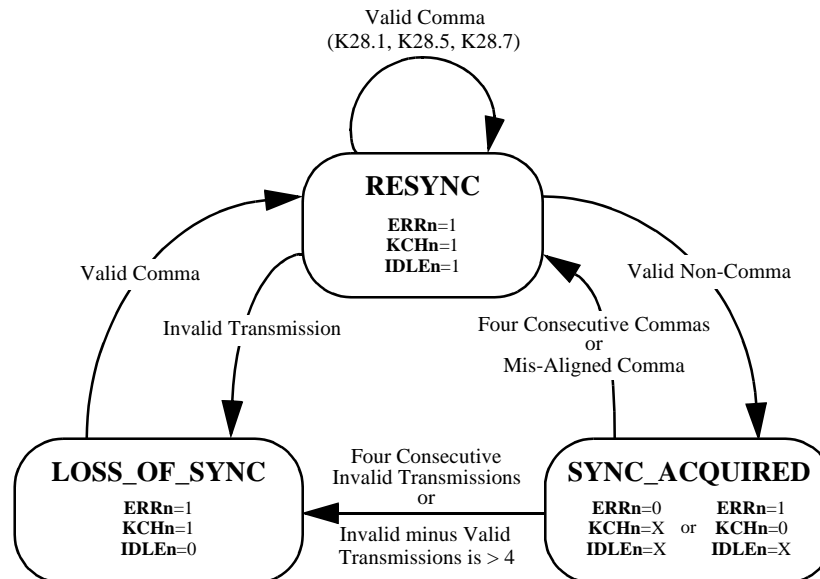 Valid Comma
(K28.1, K28.5, K28.7)
RESYNC
ERRn=1
KCHn=1
IDLEn=1
Valid Comma
Valid Non-Comma
Invalid Transmission
Four Consecutive Commas
or
Mis-Aligned Comma
LOSS_OF_SYNC
ERRn=1
KCHn=1
IDLEn=0
Four Consecutive
Invalid Transmissions
or
Invalid minus Valid
Transmissions is > 4
SYNC_ACQUIRED
ERRn=0 ERRn=1
KCHn=X or KCHn=0
IDLEn=X IDLEn=X